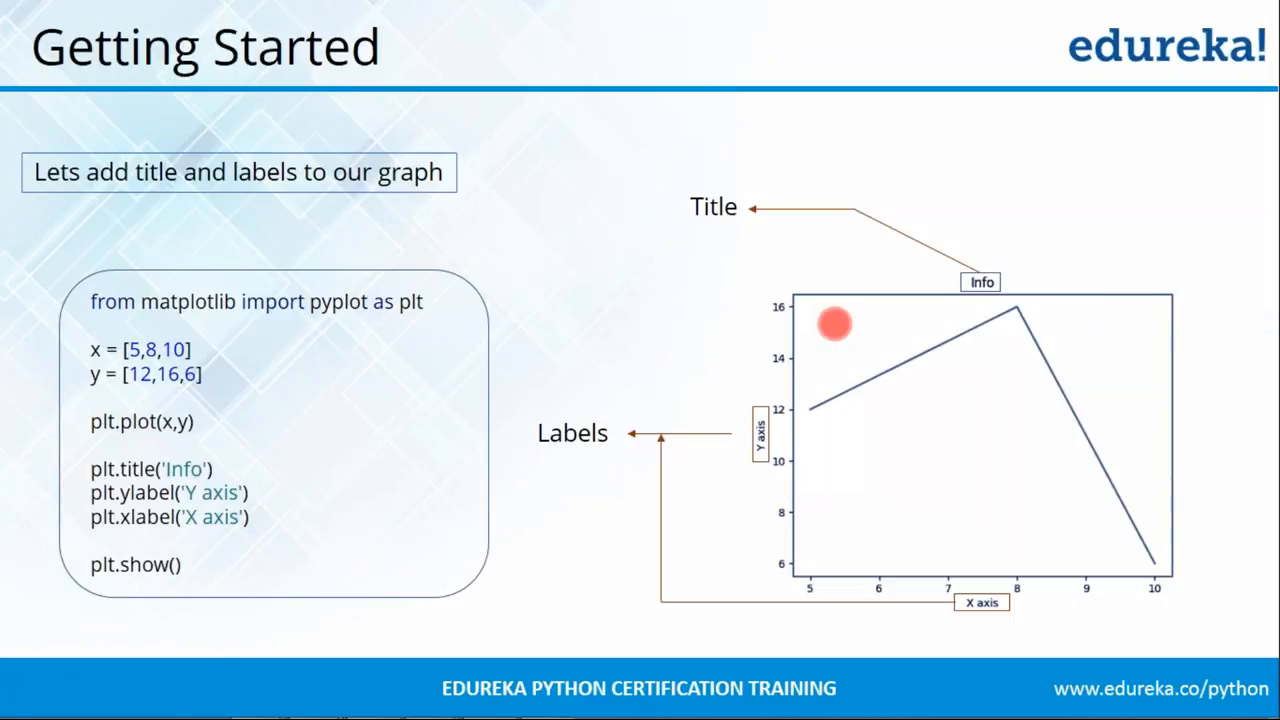 Getting Started
edureka!
Lets add title and labels to our graph
from matplotlib import pyplot as plt
x = [5,8,10]
y = [12,16,6]
plt.plot(x,y)
plt.title('Info')
plt.ylabel('Y axis')
plt.xlabel('X axis')
plt.show()
Title
Labels
Info
16
14
12
10
8
6
Y axis
5 6 7 8 9 10
X axis
EDUREKA PYTHON CERTIFICATION TRAINING
www.edureka.co/python